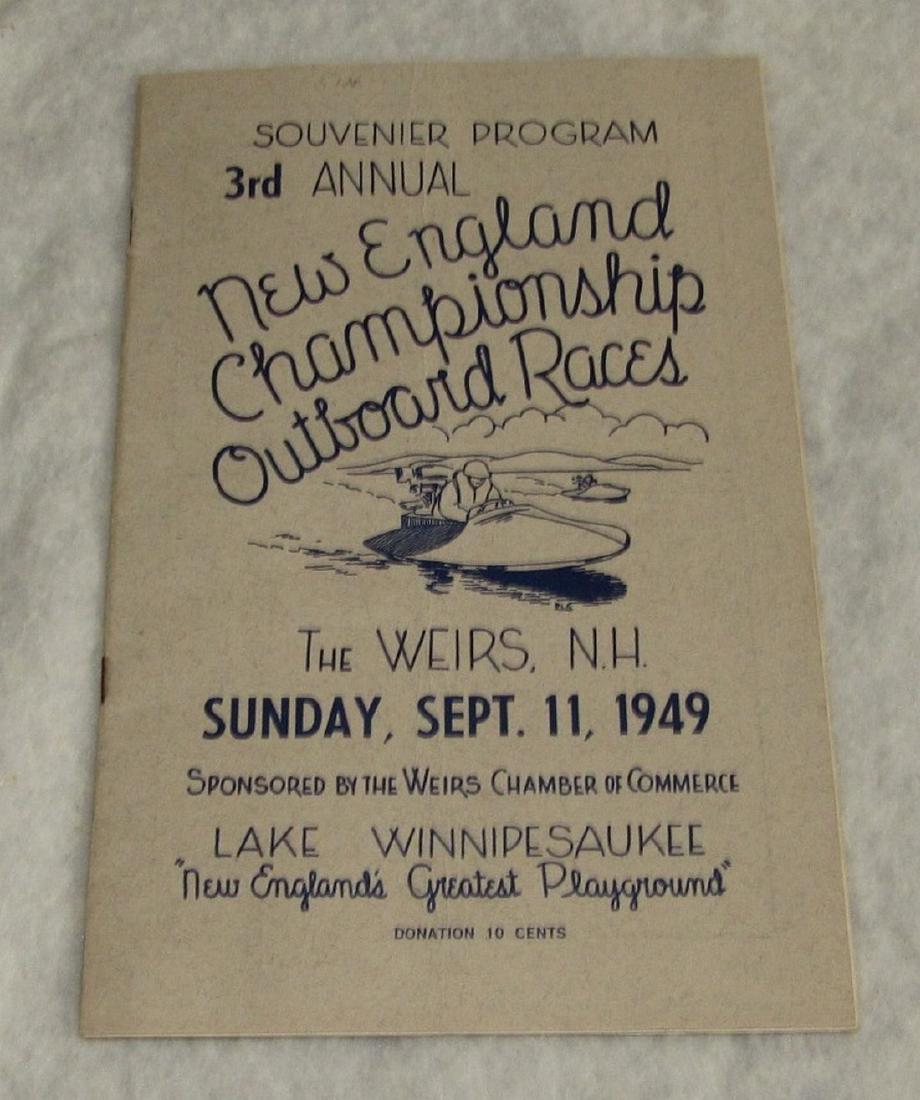 SOUVENIER PROGRAM
3rd ANNUAL
New England
Championship
Outboard Races
THE WEIRS, N.H.
SUNDAY, SEPT. 11, 1949
SPONSORED BY THE WEIRS CHAMBER OF COMMERCE
LAKE WINNIPESAUKEE
"New England's Greatest Playground"
DONATION 10 CENTS